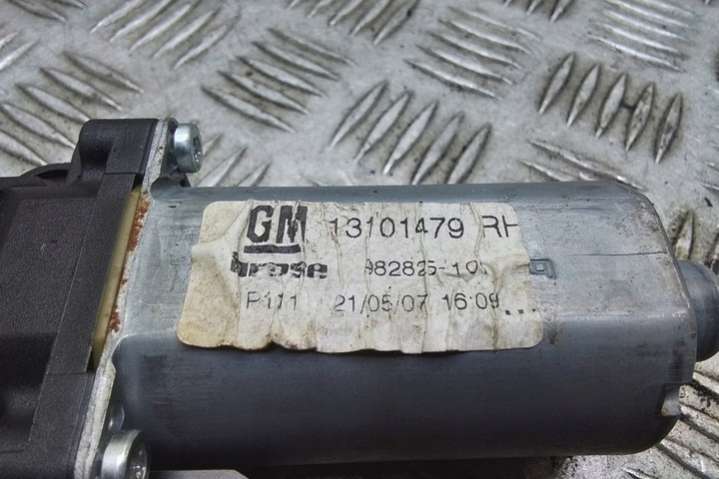 GM 13101479 RH
brose 982825-10
P111 21/05/07 16:09